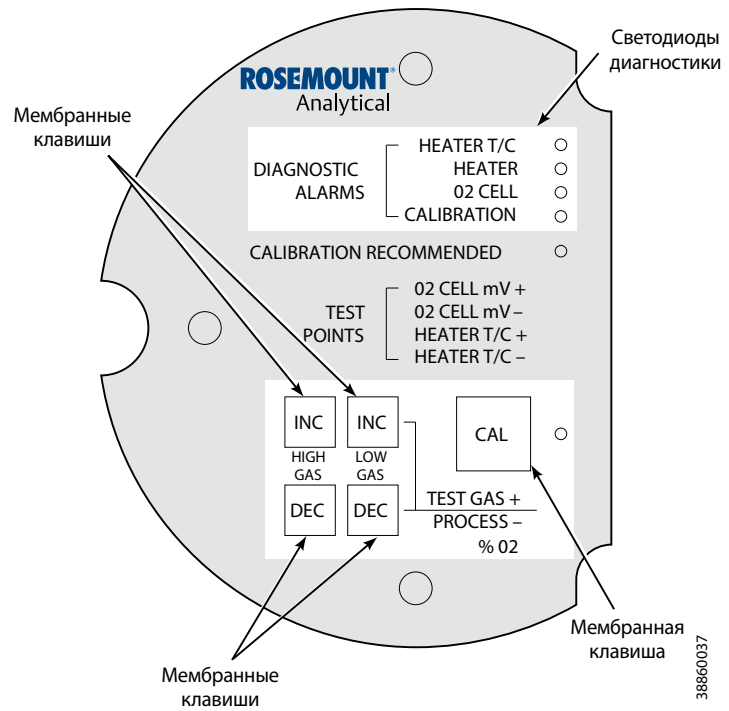 Светодиоды
диагностики
ROSEMOUNT®
Analytical
Мембранные
клавиши
DIAGNOSTIC
ALARMS
HEATER T/C
HEATER
02 CELL
CALIBRATION
CALIBRATION RECOMMENDED
TEST
POINTS
02 CELL mV +
02 CELL mV –
HEATER T/C +
HEATER T/C –
INC
INC
CAL
HIGH
GAS
LOW
GAS
DEC
DEC
TEST GAS +
PROCESS –
% 02
Мембранная
клавиша
Мембранные
клавиши
38860037